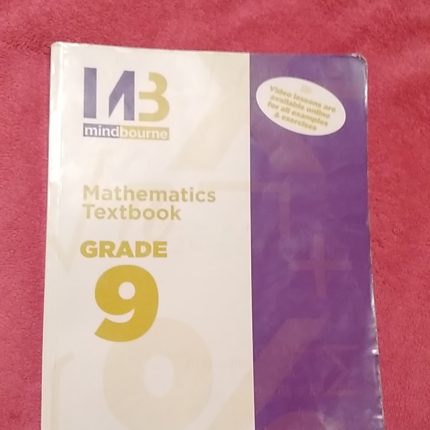 MB
mindbourne
Video lessons are
available online
for all examples
& exercises
Mathematics
Textbook
GRADE
9